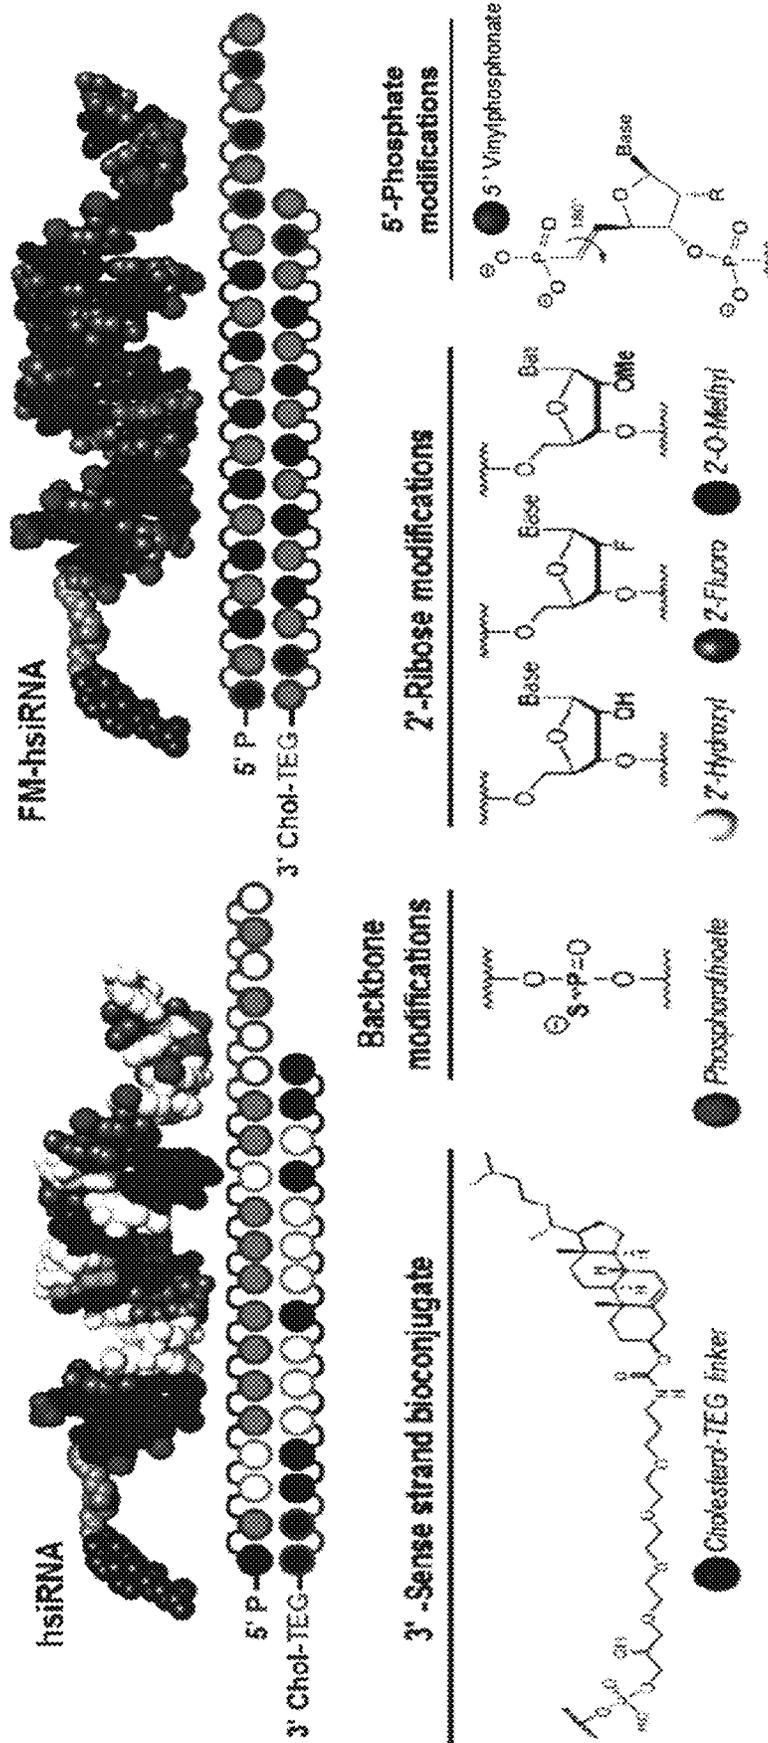 hsiRNA
5' P
3' Chol-TEG
FM-hsiRNA
5' P
3' Chol-TEG
3'-Sense strand bioconjugate
Backbone
modifications
2'-Ribose modifications
5'-Phosphate
modifications
Cholesterol-TEG linker
Phosphorothioate
2'-Hydroxyl
2'-Fluoro
2'-O-Methyl
5' Vinylphosphonate
Base
OH
Base
F
OMe
180°
Base
R